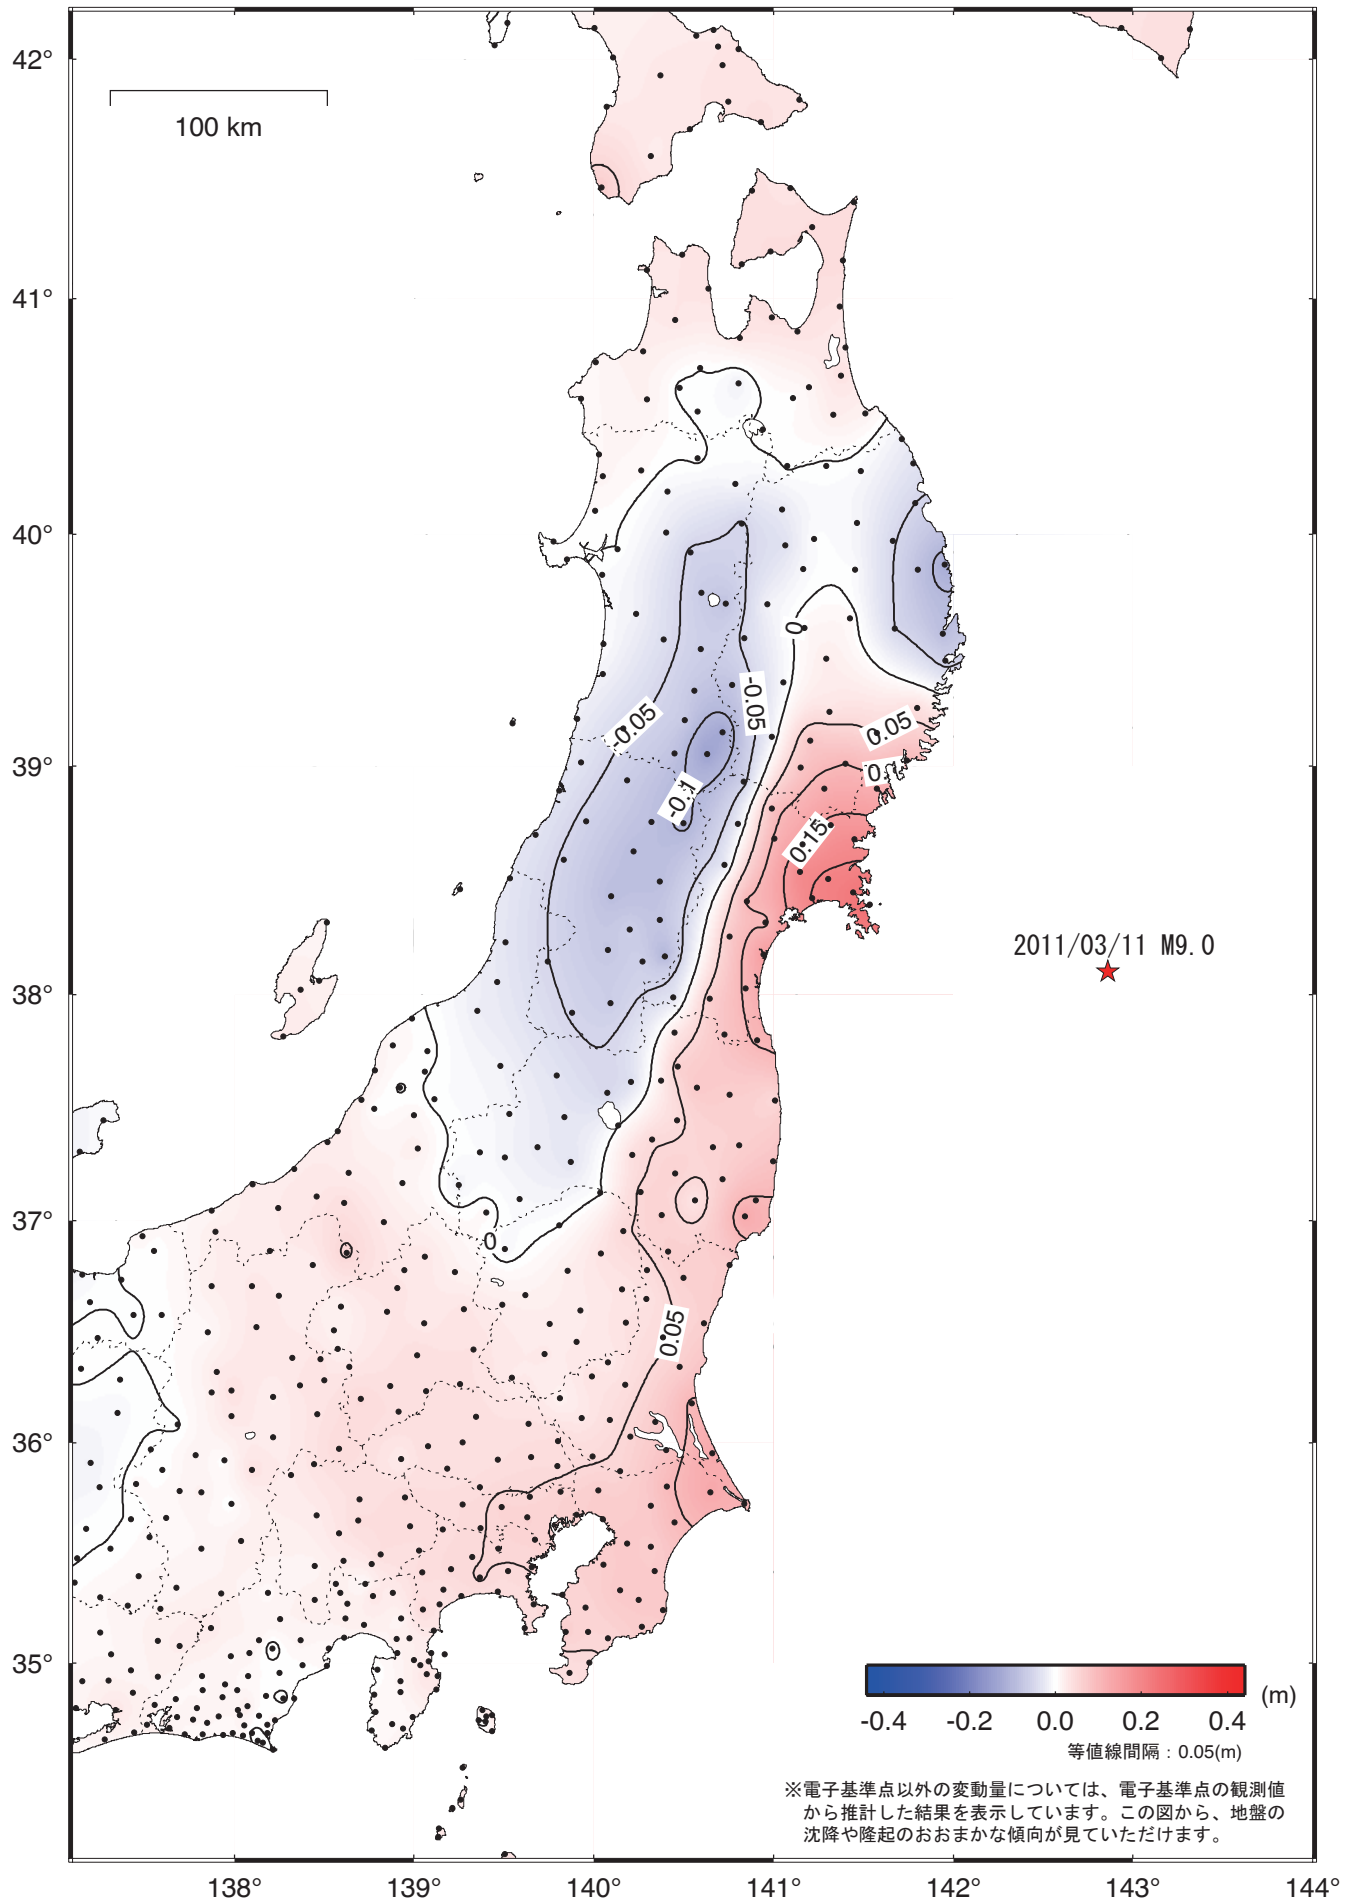 42°
100 km
41°
40°
0
-0.05
-0.05
0.05
39°
0.1
-0.1
0.15
2011/03/11 M9.0
38°
37°
0
0.05
36°
35°
(m)
-0.4 -0.2 0.0 0.2 0.4
等値線間隔：0.05(m)
※電子基準点以外の変動量については、電子基準点の観測値
から推計した結果を表示しています。この図から、地盤の
沈降や隆起のおおまかな傾向が見ていただけます。
138° 139° 140° 141° 142° 143° 144°